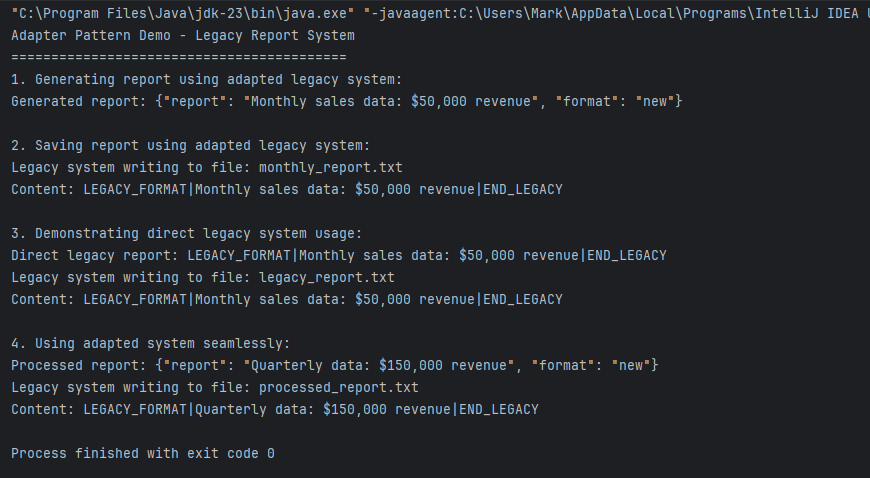 "C:\Program Files\Java\jdk-23\bin\java.exe" "-javaagent:C:\Users\Mark\AppData\Local\Programs\IntelliJ IDEA U
Adapter Pattern Demo - Legacy Report System
==========================================
1. Generating report using adapted legacy system:
Generated report: {"report": "Monthly sales data: $50,000 revenue", "format": "new"}
2. Saving report using adapted legacy system:
Legacy system writing to file: monthly_report.txt
Content: LEGACY_FORMAT|Monthly sales data: $50,000 revenue|END_LEGACY
3. Demonstrating direct legacy system usage:
Direct legacy report: LEGACY_FORMAT|Monthly sales data: $50,000 revenue|END_LEGACY
Legacy system writing to file: legacy_report.txt
Content: LEGACY_FORMAT|Monthly sales data: $50,000 revenue|END_LEGACY
4. Using adapted system seamlessly:
Processed report: {"report": "Quarterly data: $150,000 revenue", "format": "new"}
Legacy system writing to file: processed_report.txt
Content: LEGACY_FORMAT|Quarterly data: $150,000 revenue|END_LEGACY
Process finished with exit code 0